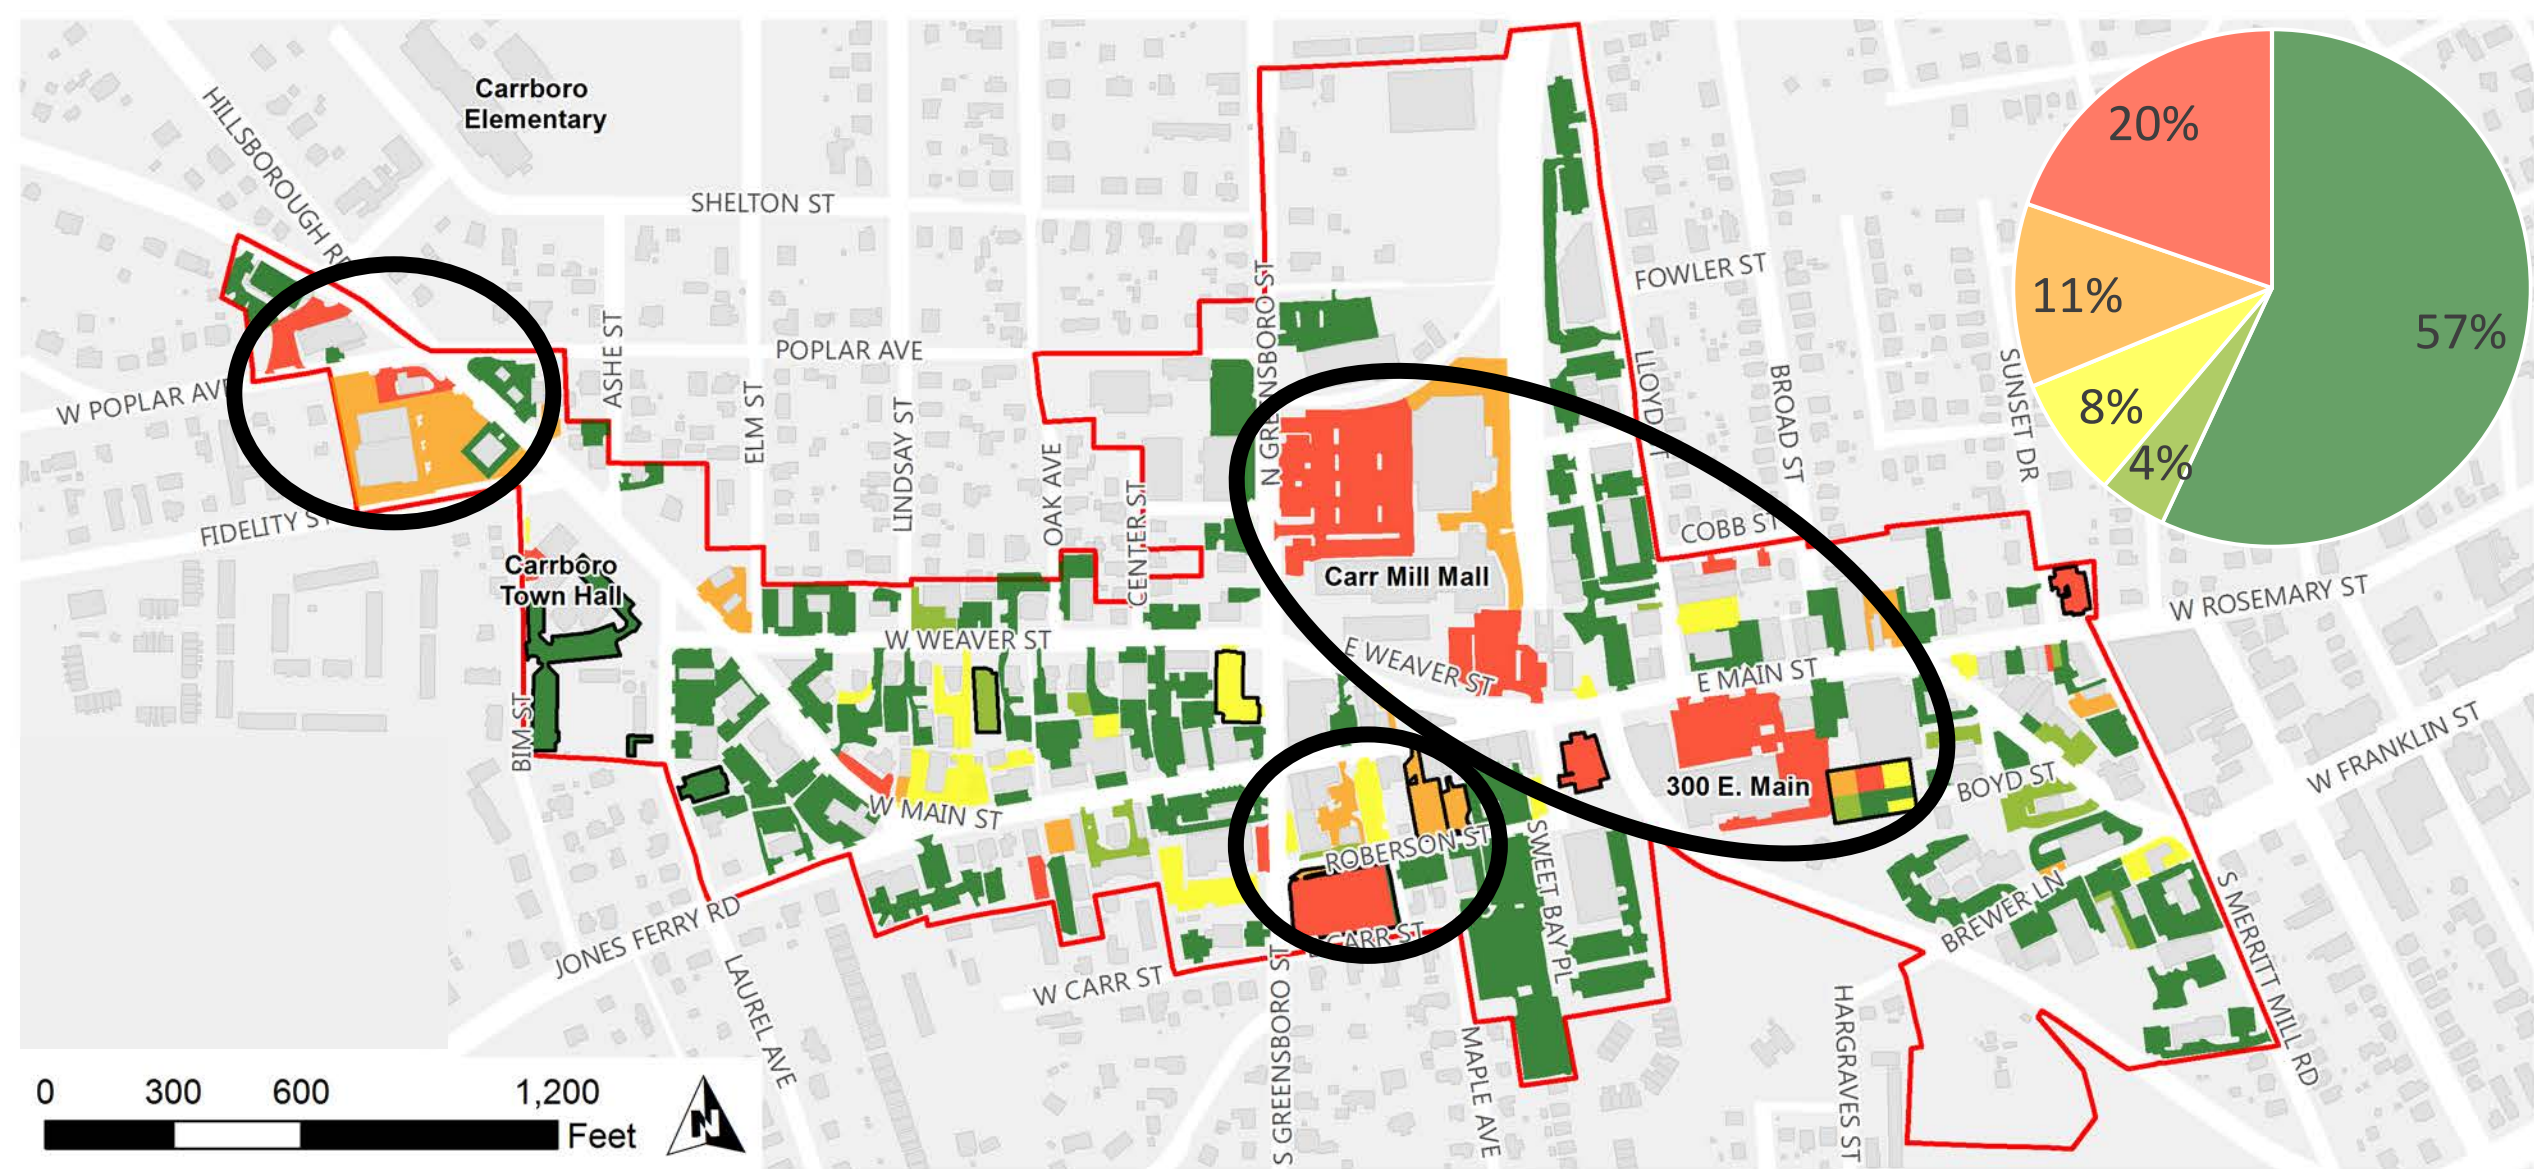 Carrboro
Elementary
HILLSBOROUGH RD
SHELTON ST
20%
11%
57%
8%
4%
FOWLER ST
W POPLAR AVE
POPLAR AVE
ASHE ST
ELM ST
LINDSAY ST
OAK AVE
CENTER ST
N GREENSBORO ST
LLOYD ST
BROAD ST
SUNSET DR
FIDELITY ST
COBB ST
Carrboro
Town Hall
Carr Mill Mall
W ROSEMARY ST
W WEAVER ST
E WEAVER ST
E MAIN ST
BIM ST
W MAIN ST
300 E. Main
BOYD ST
W FRANKLIN ST
ROBERSON ST
SWEET BAY PL
JONES FERRY RD
E CARR ST
BREWER LN
W CARR ST
LAUREL AVE
S GREENSBORO ST
MAPLE AVE
HARGRAVES ST
S MERRITT MILL RD
0 300 600 1,200
Feet
N